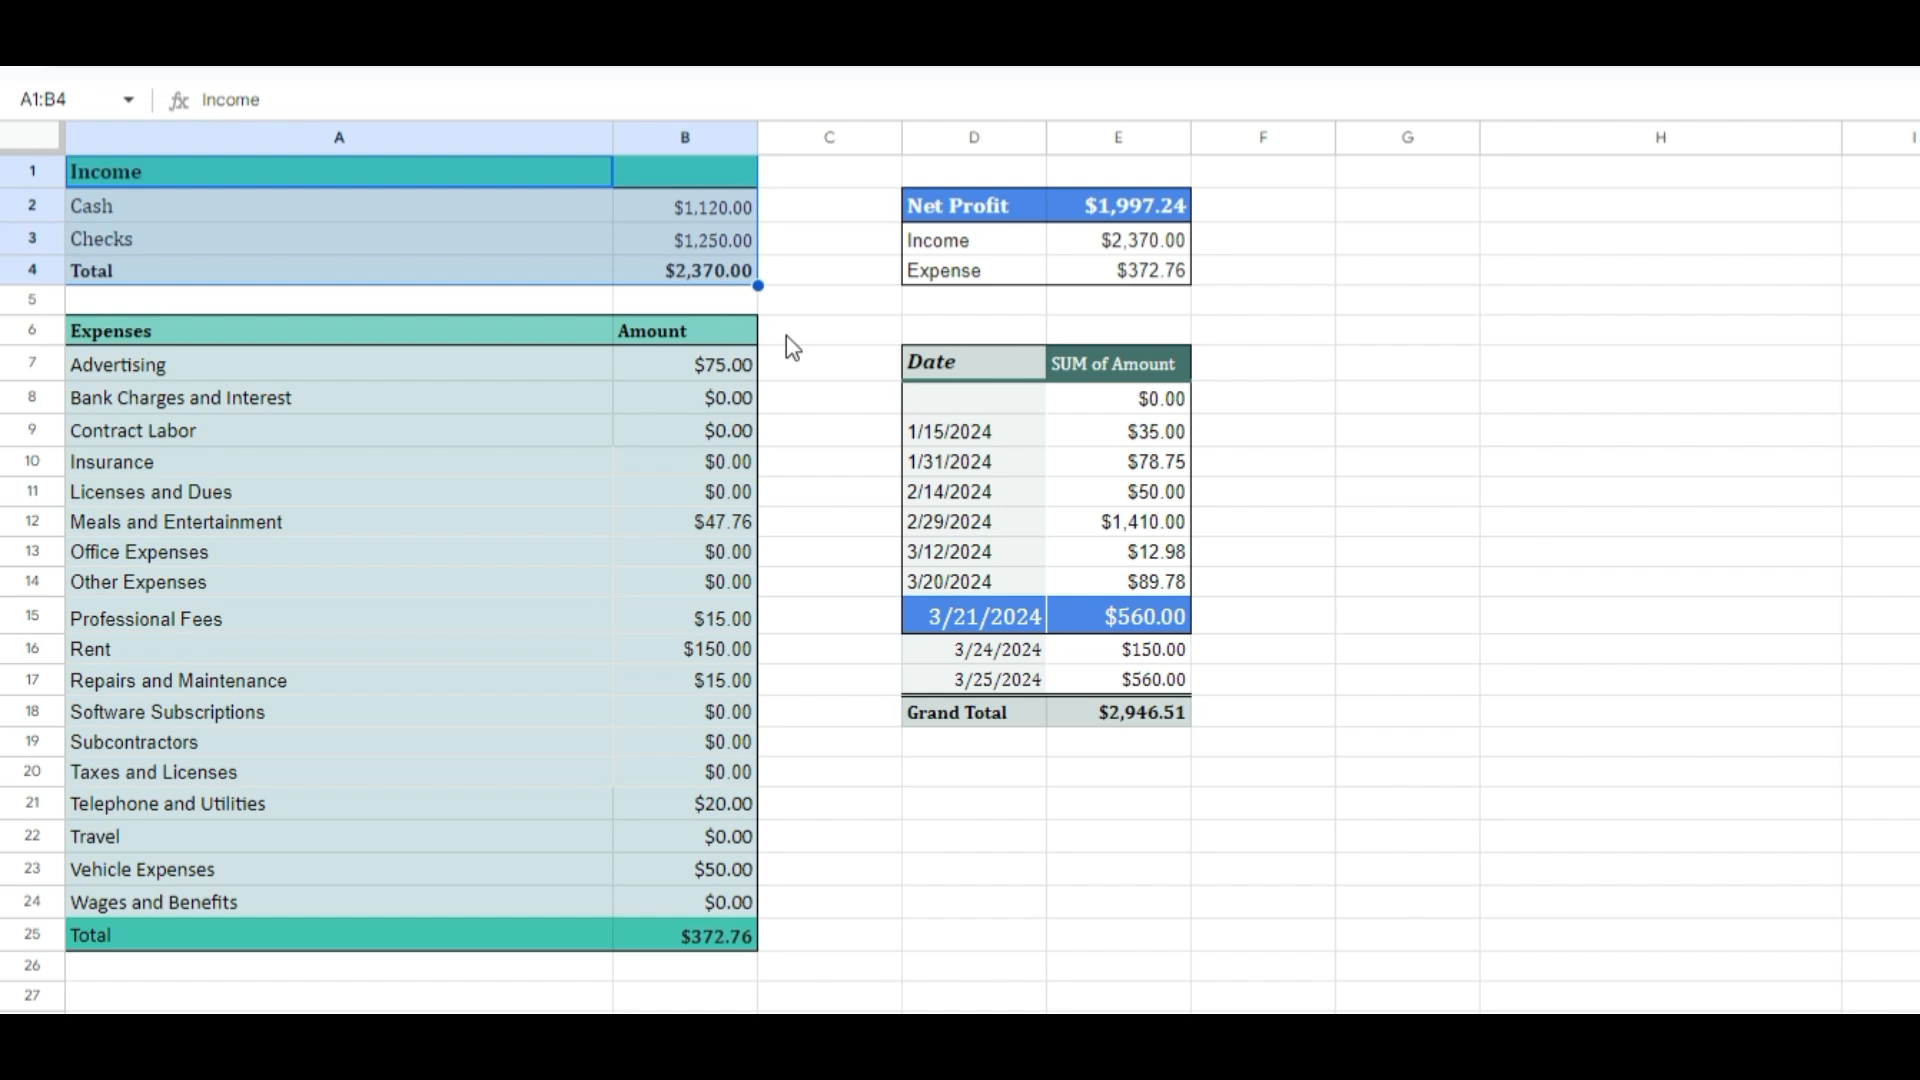 A1:B4 fx Income
A B C D E F G H I
1 Income
2 Cash $1,120.00 Net Profit $1,997.24
3 Checks $1,250.00 Income $2,370.00
4 Total $2,370.00 Expense $372.76
5
6 Expenses Amount
7 Advertising $75.00 Date SUM of Amount
8 Bank Charges and Interest $0.00 $0.00
9 Contract Labor $0.00 1/15/2024 $35.00
10 Insurance $0.00 1/31/2024 $78.75
11 Licenses and Dues $0.00 2/14/2024 $50.00
12 Meals and Entertainment $47.76 2/29/2024 $1,410.00
13 Office Expenses $0.00 3/12/2024 $12.98
14 Other Expenses $0.00 3/20/2024 $89.78
15 Professional Fees $15.00 3/21/2024 $560.00
16 Rent $150.00 3/24/2024 $150.00
17 Repairs and Maintenance $15.00 3/25/2024 $560.00
18 Software Subscriptions $0.00 Grand Total $2,946.51
19 Subcontractors $0.00
20 Taxes and Licenses $0.00
21 Telephone and Utilities $20.00
22 Travel $0.00
23 Vehicle Expenses $50.00
24 Wages and Benefits $0.00
25 Total $372.76
26
27